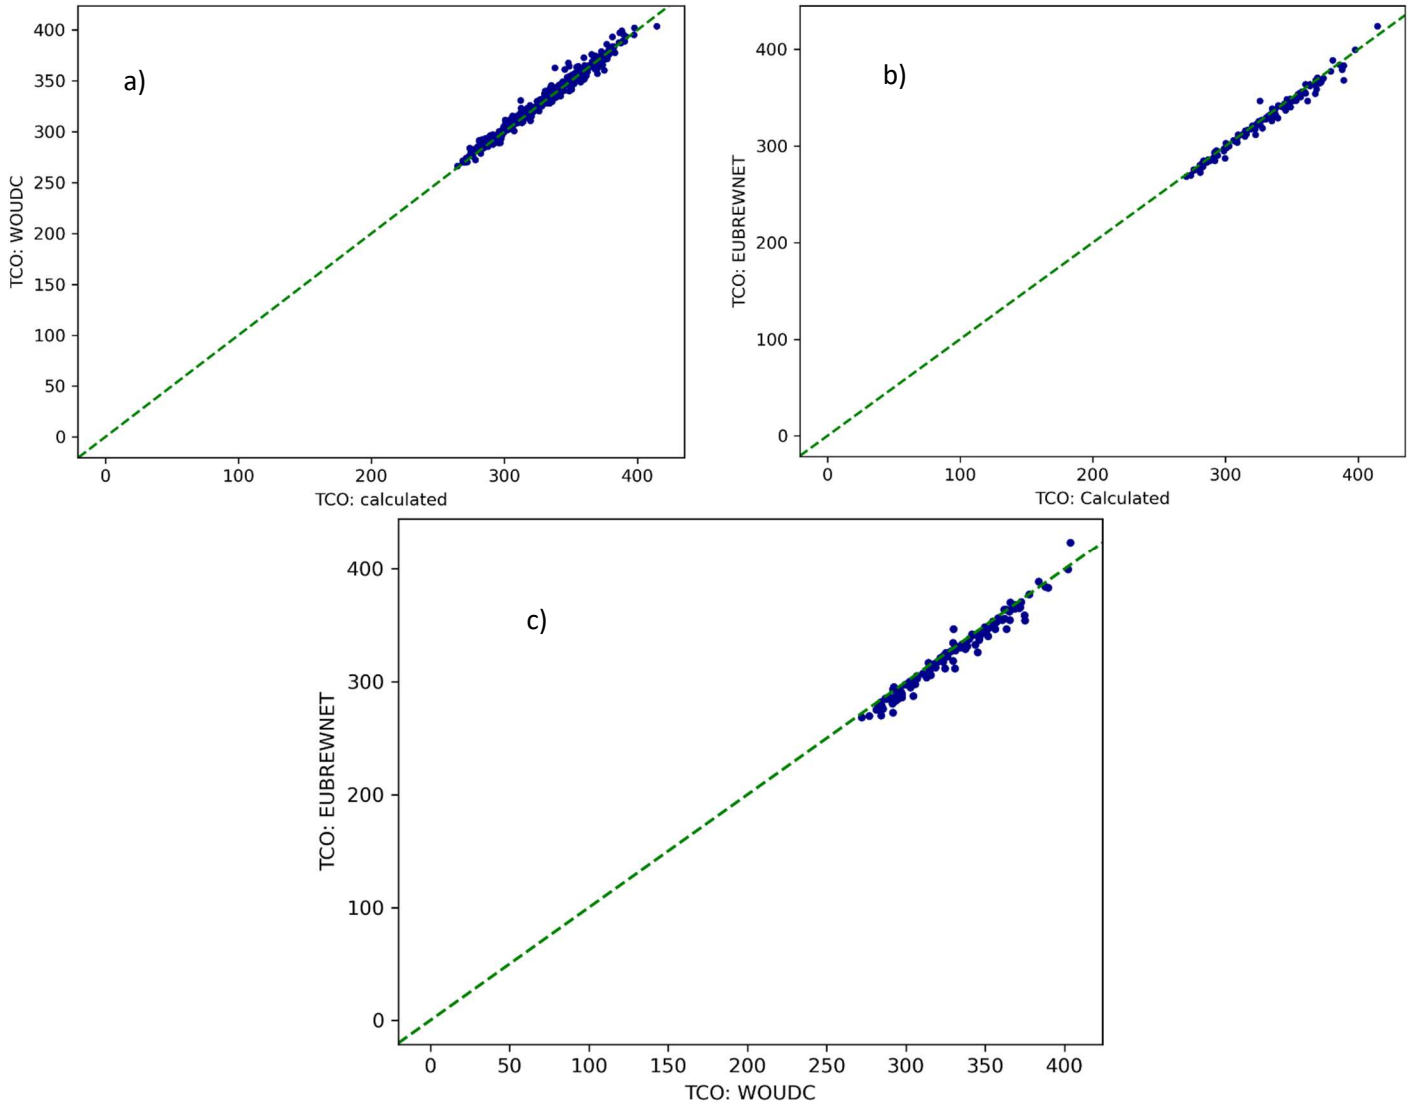 a)
400
350
300
250
200
150
100
50
0
TCO: WOUDC
0 100 200 300 400
TCO: calculated
b)
400
300
200
100
0
TCO: EUBREWNET
0 100 200 300 400
TCO: Calculated
c)
400
300
200
100
0
TCO: EUBREWNET
0 50 100 150 200 250 300 350 400
TCO: WOUDC